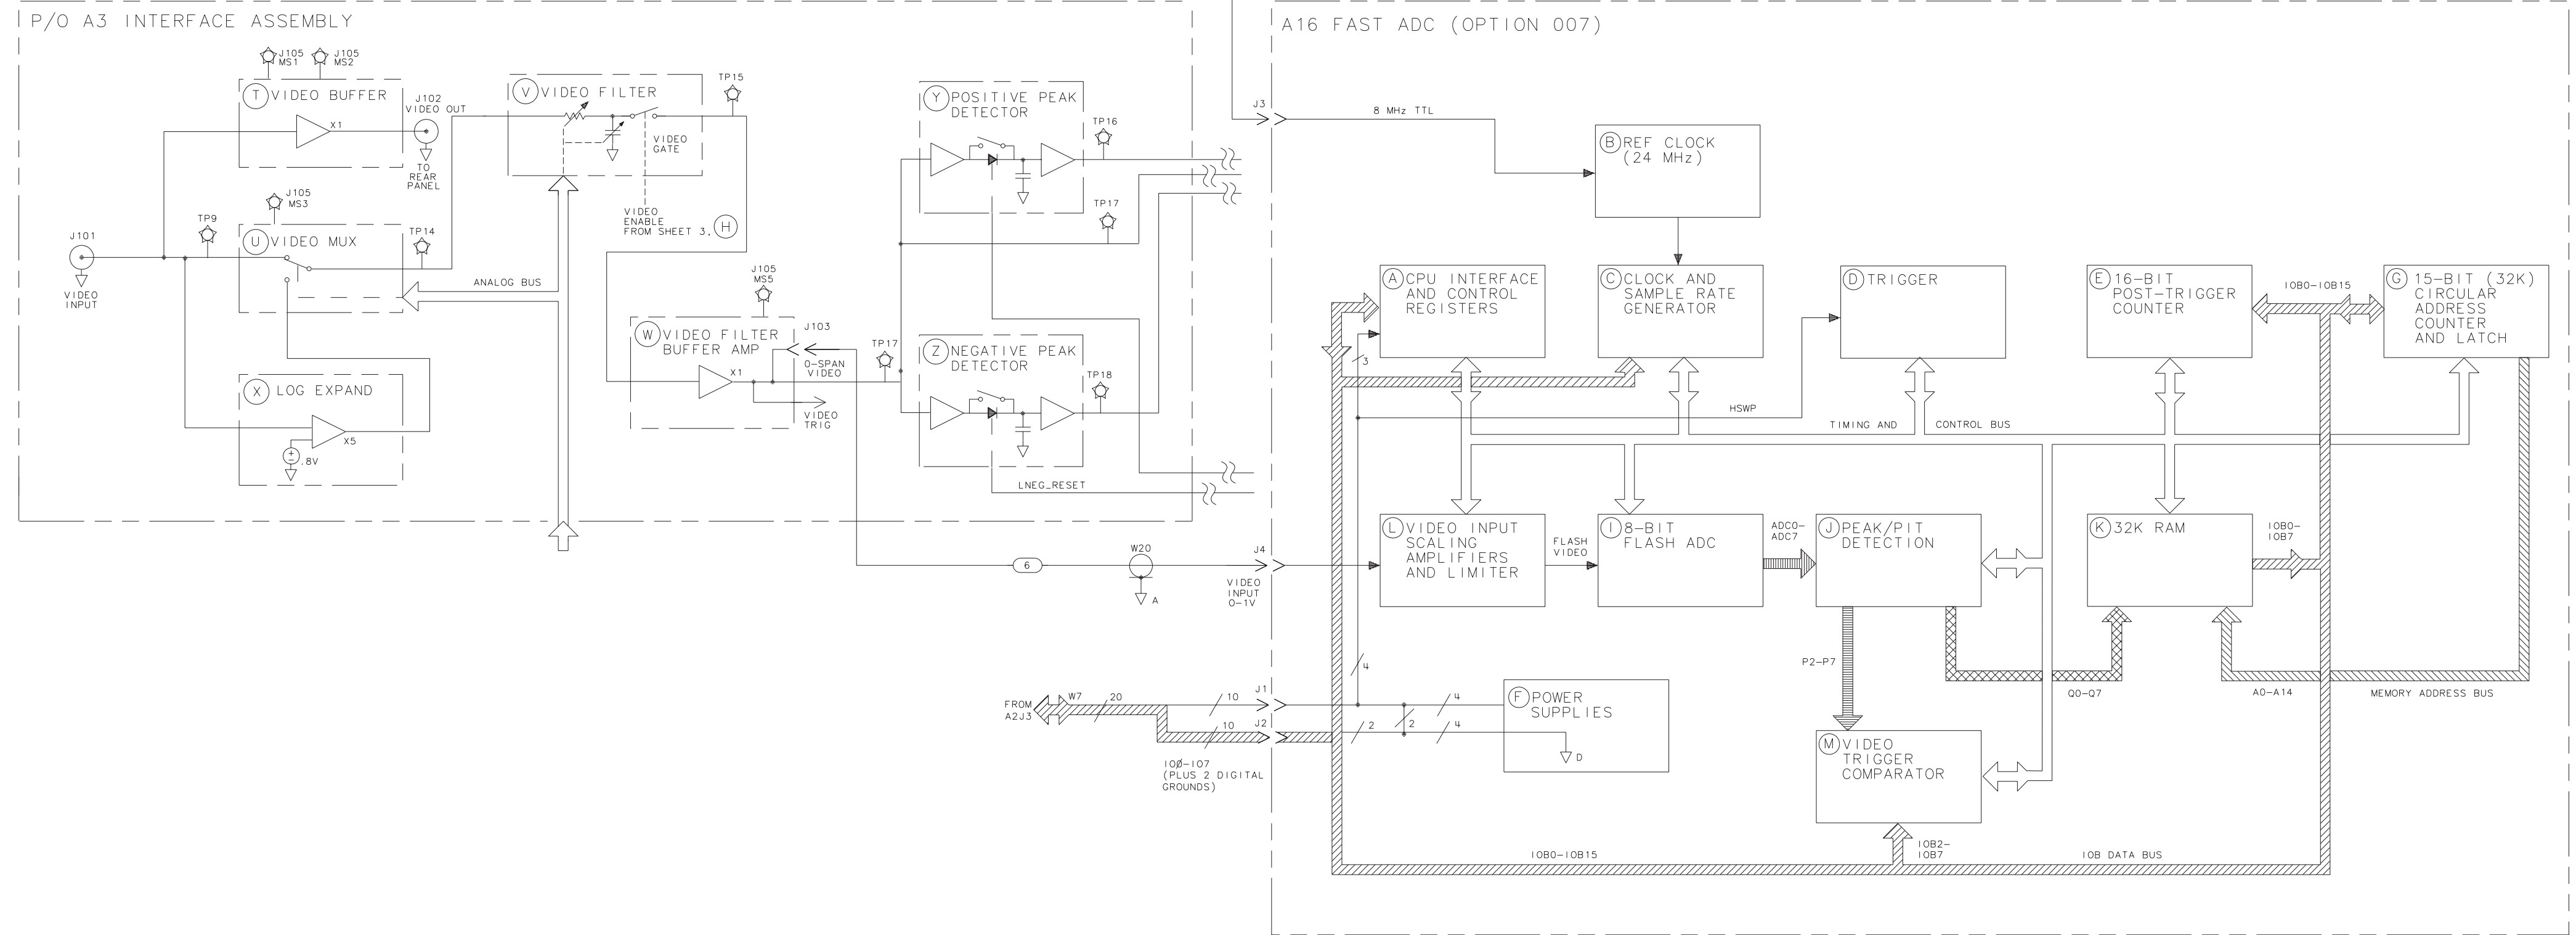 P/O A3 INTERFACE ASSEMBLY
J105
MS1
J105
MS2
T VIDEO BUFFER
X1
J102
VIDEO OUT
TO
REAR
PANEL
V VIDEO FILTER
VIDEO
GATE
TP15
VIDEO
ENABLE
FROM SHEET 3, H
J105
MS3
TP9
J101
VIDEO
INPUT
U VIDEO MUX
TP14
ANALOG BUS
X LOG EXPAND
X5
±
.8V
J105
MS5
W VIDEO FILTER
BUFFER AMP
X1
J103
0-SPAN
VIDEO
VIDEO
TRIG
TP17
Y POSITIVE PEAK
DETECTOR
TP16
TP17
Z NEGATIVE PEAK
DETECTOR
TP18
LNEG_RESET
6
W20
A
J4
VIDEO
INPUT
0-1V
FROM
A2J3
W7
20
10
J1
10
J2
IOØ-IO7
(PLUS 2 DIGITAL
GROUNDS)
A16 FAST ADC (OPTION 007)
J3
8 MHz TTL
B REF CLOCK
(24 MHz)
A CPU INTERFACE
AND CONTROL
REGISTERS
C CLOCK AND
SAMPLE RATE
GENERATOR
D TRIGGER
E 16-BIT
POST-TRIGGER
COUNTER
IOB0-IOB15
G 15-BIT (32K)
CIRCULAR
ADDRESS
COUNTER
AND LATCH
3
HSWP
TIMING AND CONTROL BUS
L VIDEO INPUT
SCALING
AMPLIFIERS
AND LIMITER
FLASH
VIDEO
I 8-BIT
FLASH ADC
ADC0-
ADC7
J PEAK/PIT
DETECTION
K 32K RAM
IOB0-
IOB7
4
P2-P7
Q0-Q7
A0-A14
MEMORY ADDRESS BUS
F POWER
SUPPLIES
4
2
2
4
D
M VIDEO
TRIGGER
COMPARATOR
IOB0-IOB15
IOB2-
IOB7
IOB DATA BUS